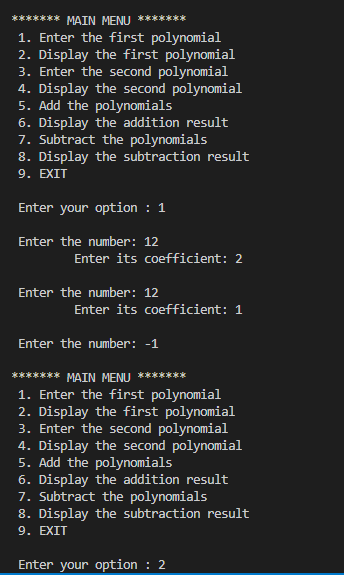 ******* MAIN MENU *******
1. Enter the first polynomial
2. Display the first polynomial
3. Enter the second polynomial
4. Display the second polynomial
5. Add the polynomials
6. Display the addition result
7. Subtract the polynomials
8. Display the subtraction result
9. EXIT
Enter your option : 1
Enter the number: 12
Enter its coefficient: 2
Enter the number: 12
Enter its coefficient: 1
Enter the number: -1
******* MAIN MENU *******
1. Enter the first polynomial
2. Display the first polynomial
3. Enter the second polynomial
4. Display the second polynomial
5. Add the polynomials
6. Display the addition result
7. Subtract the polynomials
8. Display the subtraction result
9. EXIT
Enter your option : 2